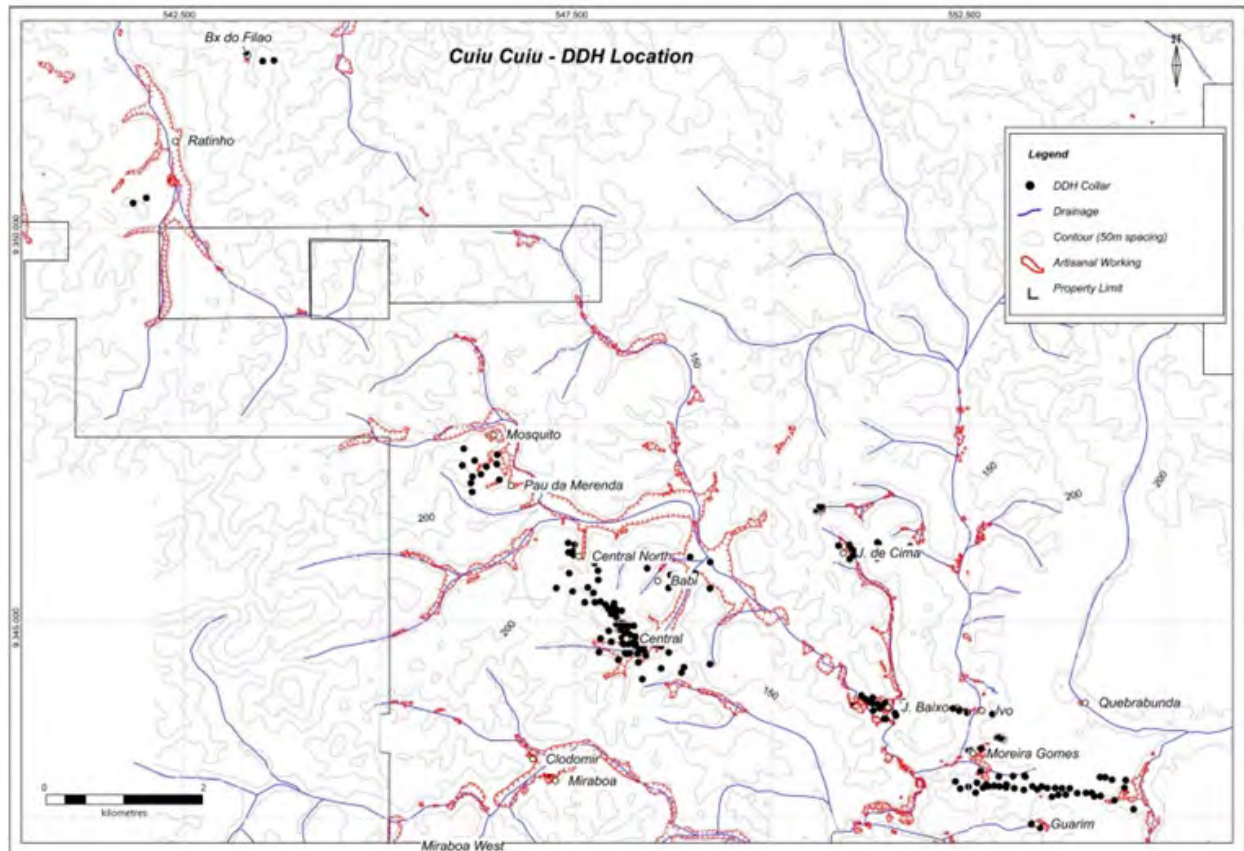 542.500
547.500
552.500
Bx do Filao
Cuiu Cuiu - DDH Location
N
Ratinho
Legend
DDH Collar
Drainage
Contour (50m spacing)
Artisanal Working
Property Limit
9.350.000
150
Mosquito
Pau da Merenda
150
200
200
200
Central North
Babi
J. de Cima
9.345.000
200
Central
150
J. Baixo
Ivo
Quebrabunda
Moreira Gomes
Clodomir
Miraboa
0
2
kilometres
Guarim
Miraboa West